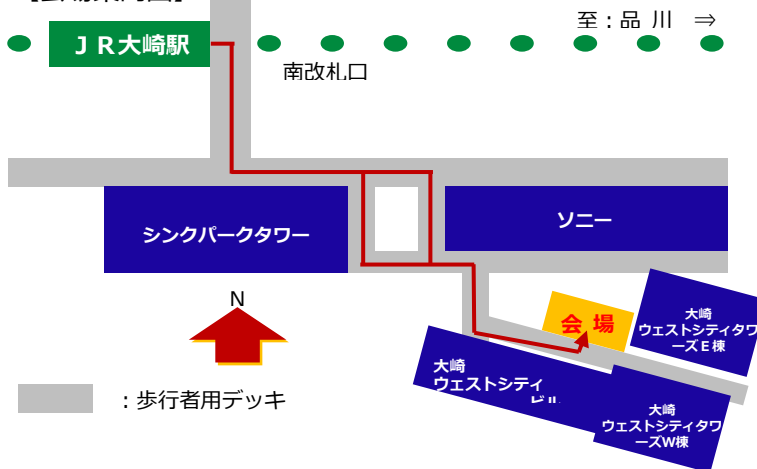 至：品 川　⇒
ＪＲ大崎駅
南改札口
シンクパークタワー
ソニー
N
会 場
大崎
ウェストシティタワ
ーズＥ棟
大崎
ウェストシティ
：歩行者用デッキ
大崎
ウェストシティタワ
ーズW棟